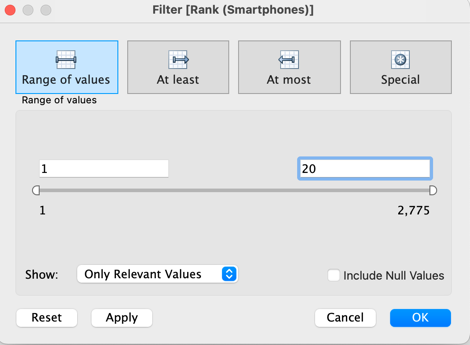 Filter [Rank (Smartphones)]
Range of values
At least
At most
Special
Range of values
1
20
1
2,775
Show:
Only Relevant Values
Include Null Values
Reset
Apply
Cancel
OK